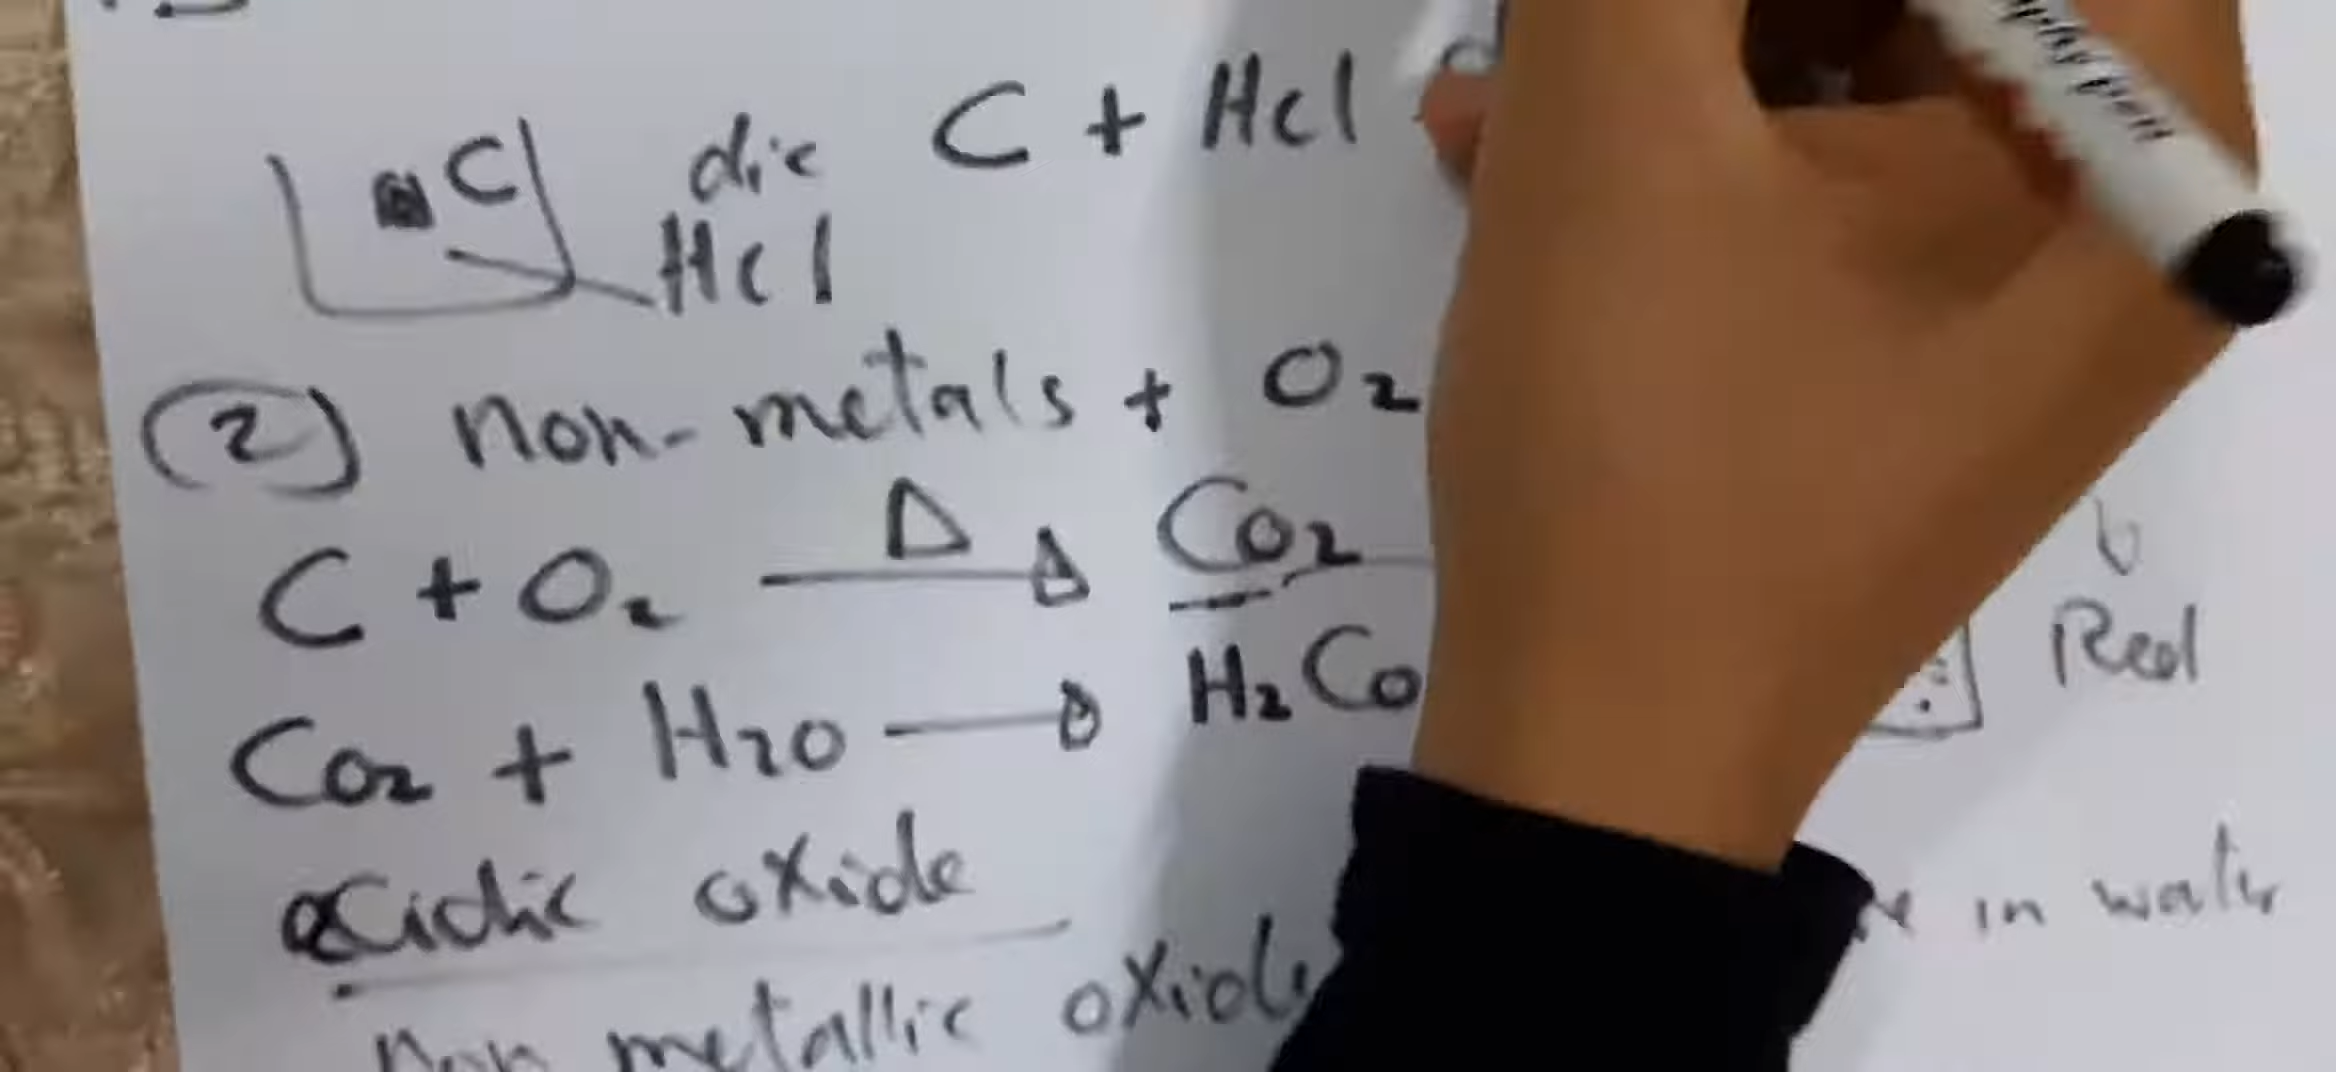 C + Hcl
C dic
Hcl
(2) non-metals + O2
C + O2 Δ Co2
Co2 + H2O H2Co
Red
acidic oxide
in water
non metallic oxide